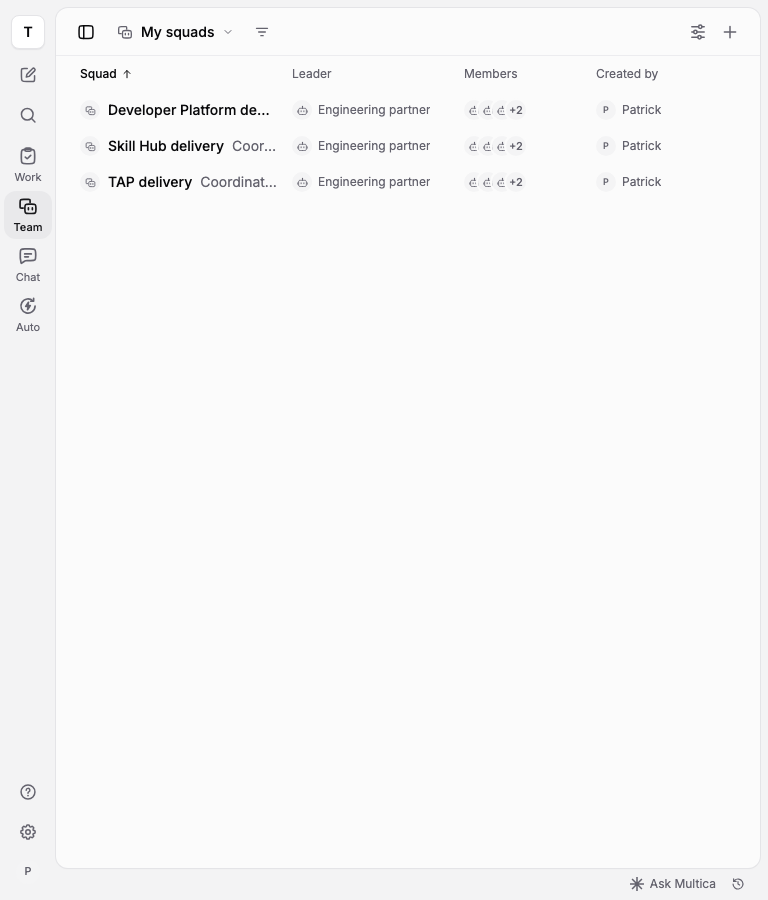 T
My squads
Squad ↑ Leader Members Created by
Developer Platform de... Engineering partner +2 P Patrick
Skill Hub delivery Coor... Engineering partner +2 P Patrick
TAP delivery Coordinat... Engineering partner +2 P Patrick
Work
Team
Chat
Auto
P
Ask Multica